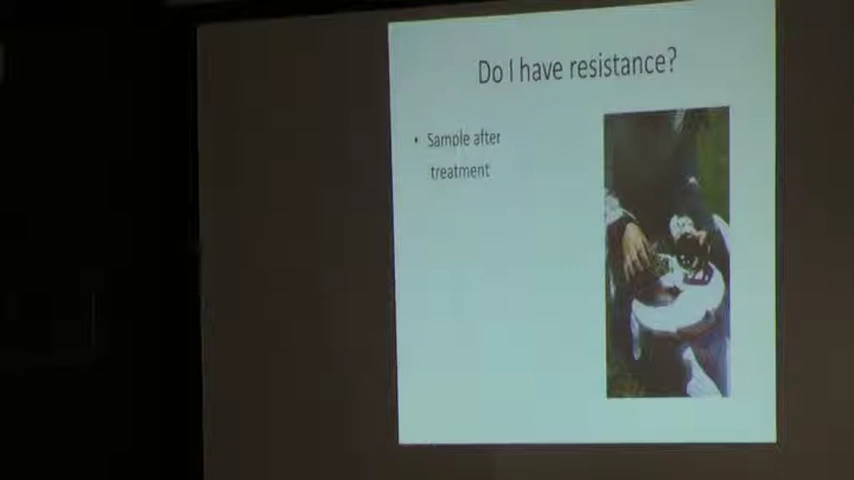 Do I have resistance?
• Sample after
treatment